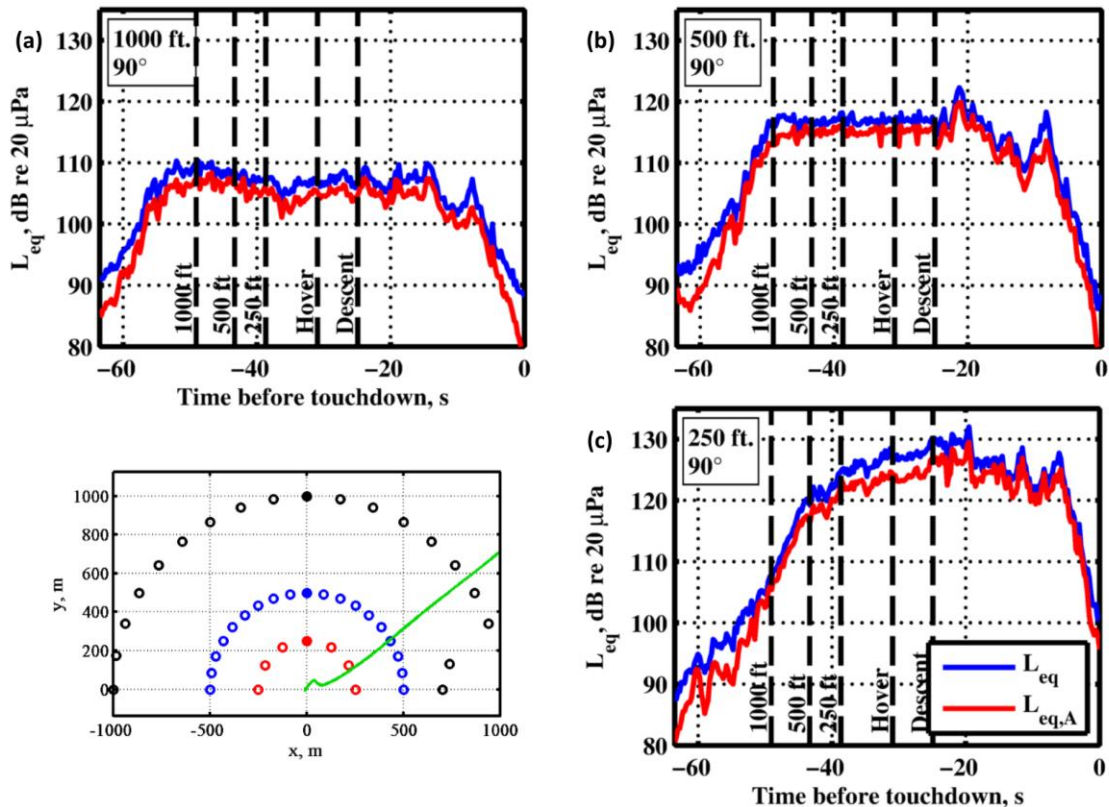 (a)
1000 ft.
90°
130
120
110
100
90
80
L_eq, dB re 20 μPa
1000 ft
500 ft
250 ft
Hover
Descent
−60
−40
−20
0
Time before touchdown, s
(b)
500 ft.
90°
130
120
110
100
90
80
L_eq, dB re 20 μPa
1000 ft
500 ft
250 ft
Hover
Descent
−60
−40
−20
0
Time before touchdown, s
1000
800
600
400
200
0
y, m
-1000
-500
0
500
1000
x, m
(c)
250 ft.
90°
130
120
110
100
90
80
L_eq, dB re 20 μPa
1000 ft
500 ft
250 ft
Hover
Desc
L_eq
L_eq,A
−60
−40
−20
0
Time before touchdown, s